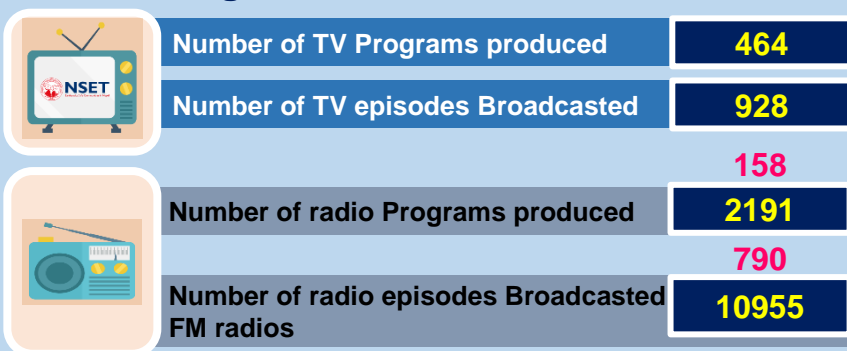 NSET
Number of TV Programs produced 464
Number of TV episodes Broadcasted 928
158
Number of radio Programs produced 2191
790
Number of radio episodes Broadcasted 10955
FM radios